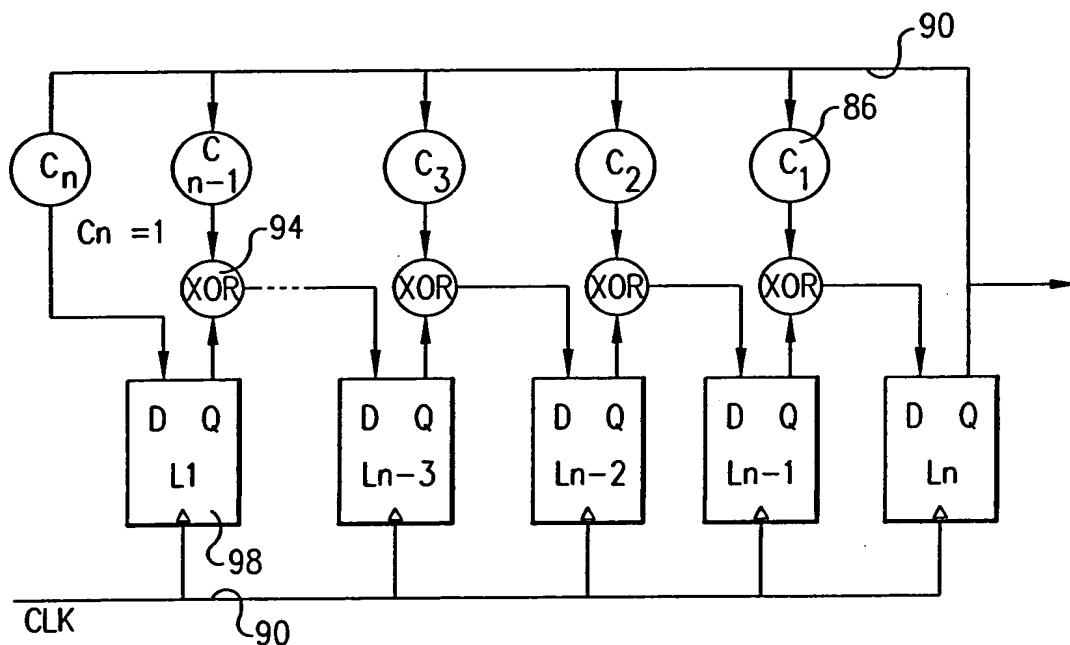 90
86
Cn
C n-1
C3
C2
C1
Cn =1
94
XOR
XOR
XOR
XOR
D Q
D Q
D Q
D Q
D Q
L1
Ln-3
Ln-2
Ln-1
Ln
98
CLK
90